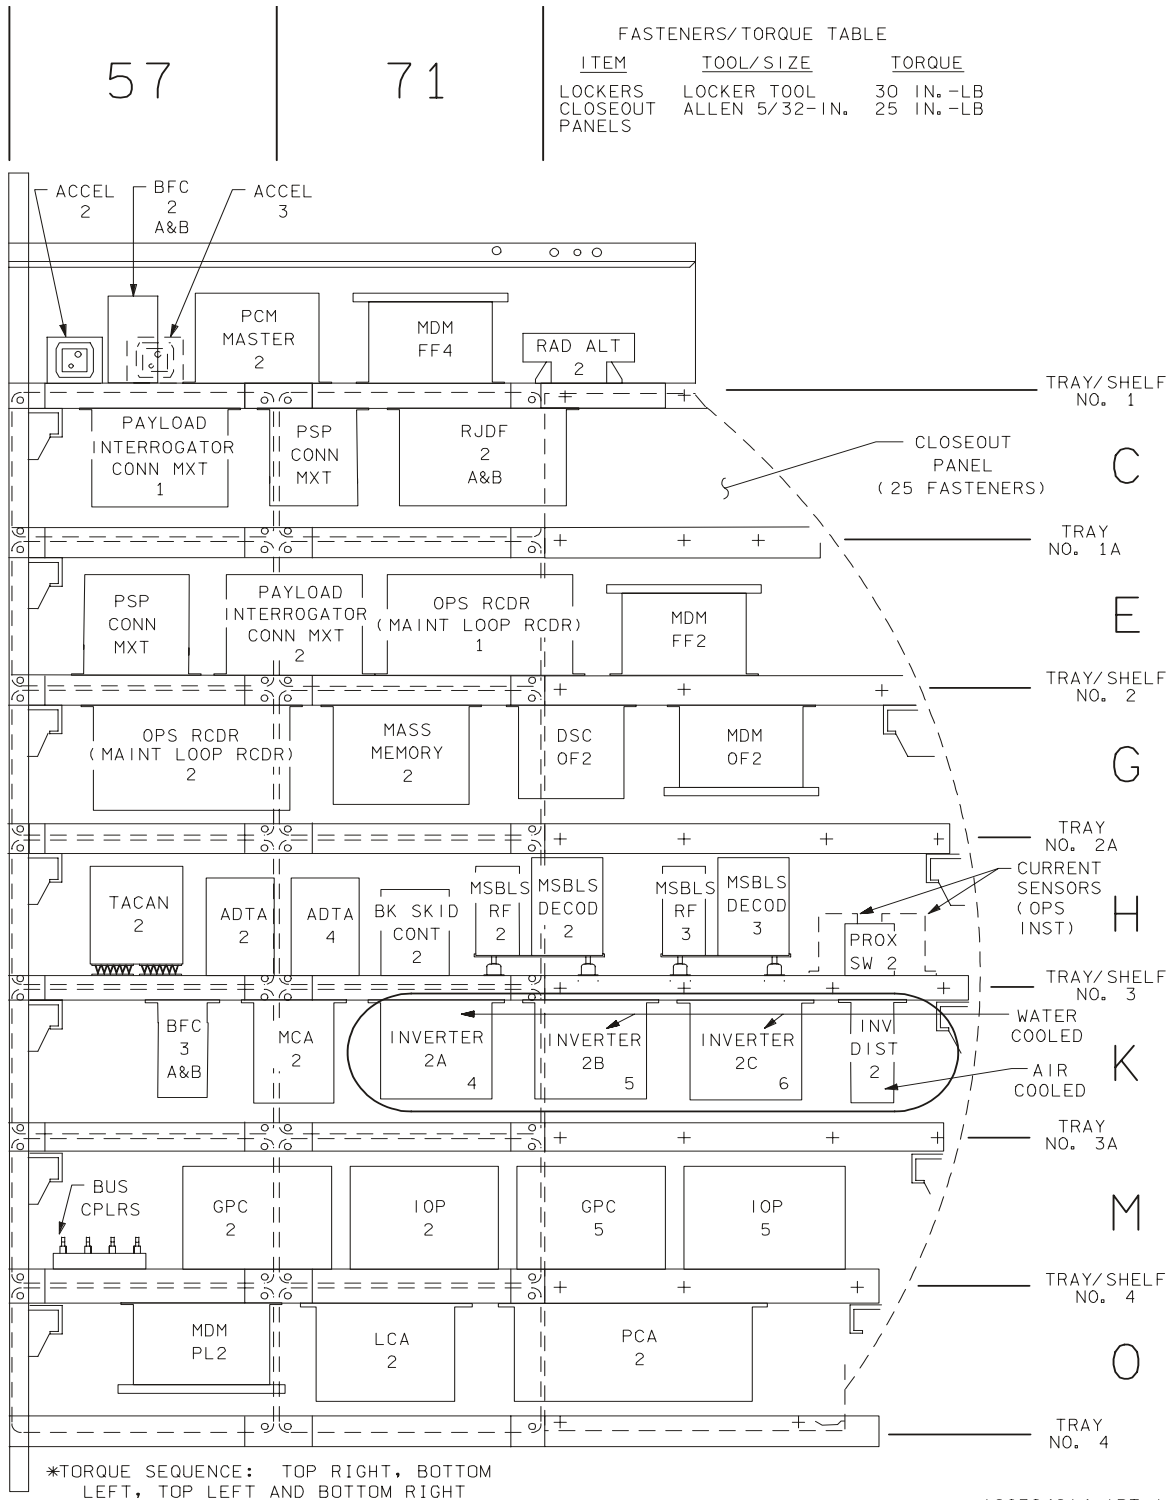 57
71
FASTENERS/TORQUE TABLE
ITEM TOOL/SIZE TORQUE
LOCKERS LOCKER TOOL 30 IN.-LB
CLOSEOUT ALLEN 5/32-IN. 25 IN.-LB
PANELS
ACCEL
2
BFC
2
A&B
ACCEL
3
PCM
MASTER
2
MDM
FF4
RAD ALT
2
TRAY/SHELF
NO. 1
PAYLOAD
INTERROGATOR
CONN MXT
1
PSP
CONN
MXT
RJDF
2
A&B
CLOSEOUT
PANEL
(25 FASTENERS)
C
TRAY
NO. 1A
PSP
CONN
MXT
PAYLOAD
INTERROGATOR
CONN MXT
2
OPS RCDR
(MAINT LOOP RCDR)
1
MDM
FF2
E
TRAY/SHELF
NO. 2
OPS RCDR
(MAINT LOOP RCDR)
2
MASS
MEMORY
2
DSC
OF2
MDM
OF2
G
TRAY
NO. 2A
TACAN
2
ADTA
2
ADTA
4
BK SKID
CONT
2
MSBLS
RF
2
MSBLS
DECOD
2
MSBLS
RF
3
MSBLS
DECOD
3
PROX
SW 2
CURRENT
SENSORS
(OPS
INST)
H
TRAY/SHELF
NO. 3
BFC
3
A&B
MCA
2
INVERTER
2A
4
INVERTER
2B
5
INVERTER
2C
6
INV
DIST
2
WATER
COOLED
AIR
COOLED
K
TRAY
NO. 3A
BUS
CPLRS
GPC
2
IOP
2
GPC
5
IOP
5
M
TRAY/SHELF
NO. 4
MDM
PL2
LCA
2
PCA
2
O
TRAY
NO. 4
*TORQUE SEQUENCE: TOP RIGHT, BOTTOM
LEFT, TOP LEFT AND BOTTOM RIGHT